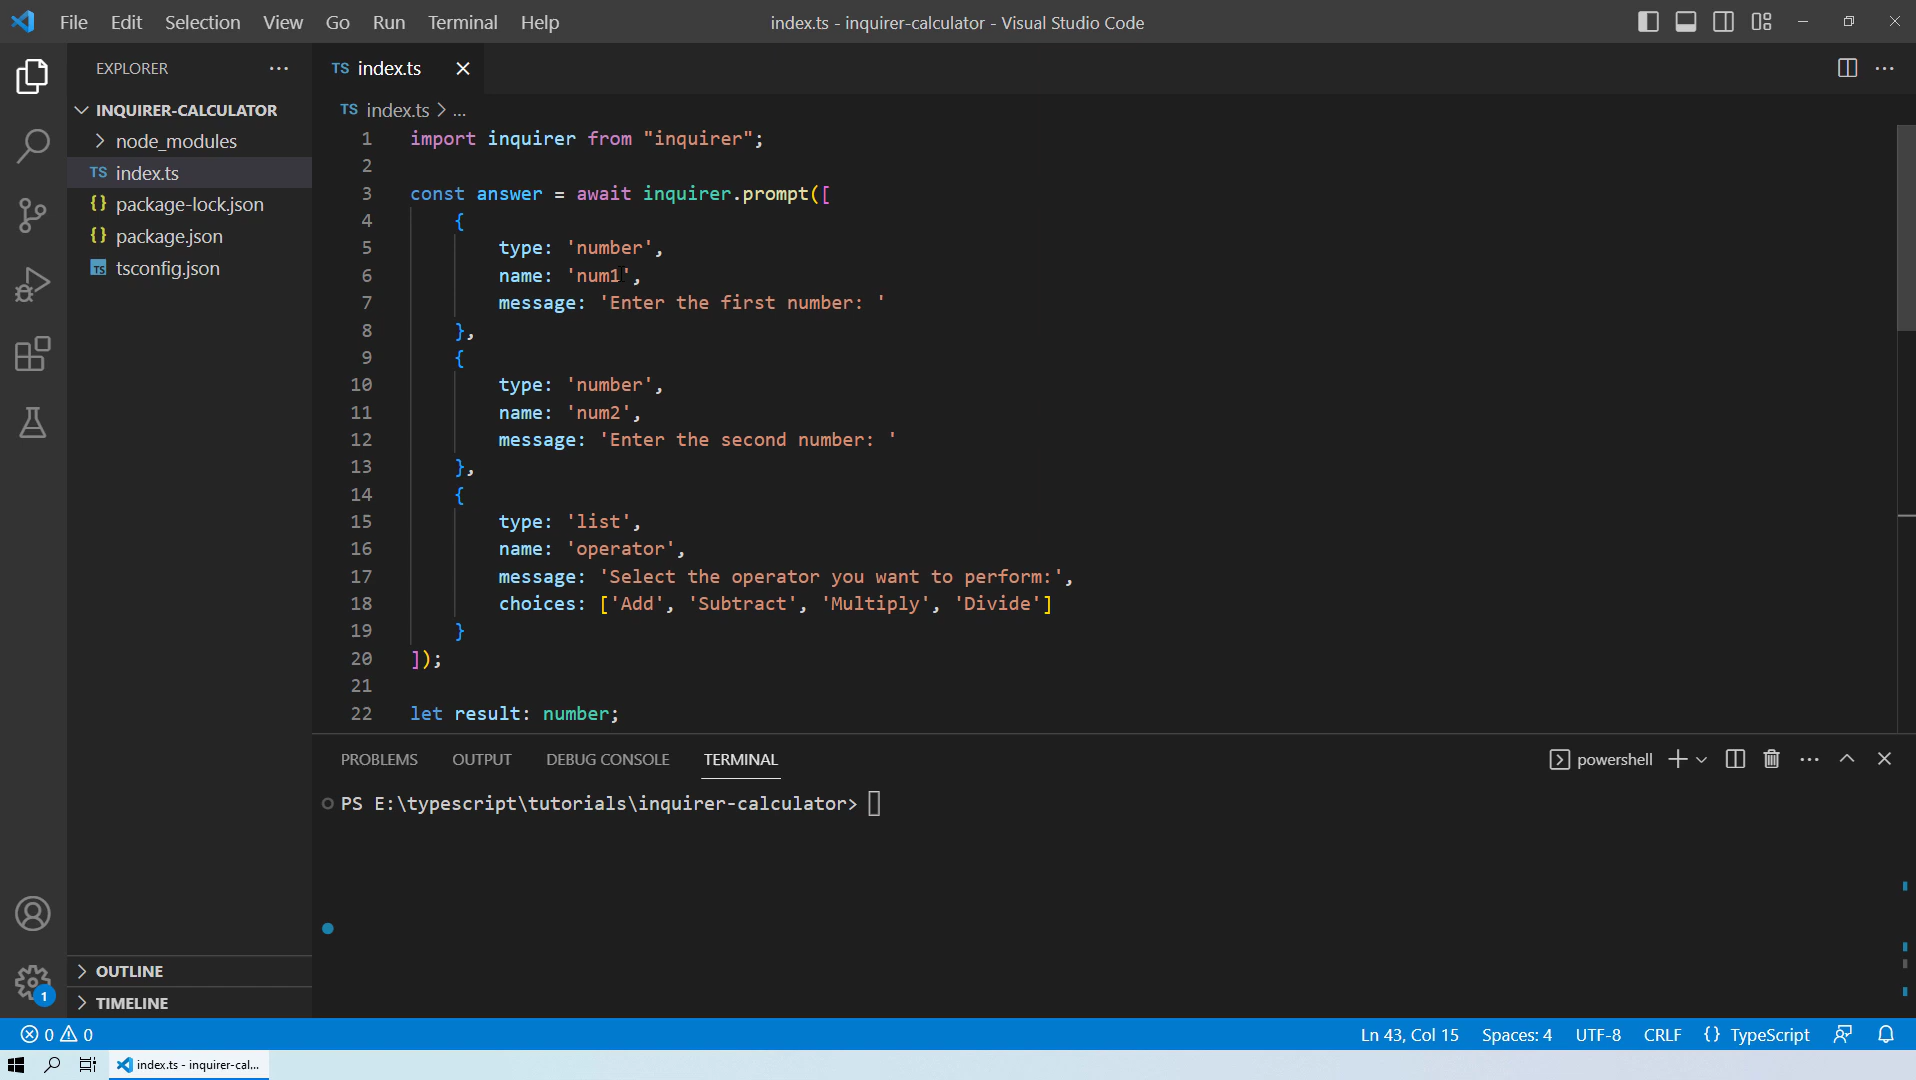 File Edit Selection View Go Run Terminal Help
index.ts - inquirer-calculator - Visual Studio Code
EXPLORER
INQUIRER-CALCULATOR
node_modules
TS index.ts
{} package-lock.json
{} package.json
TS tsconfig.json
OUTLINE
TIMELINE
1
TS index.ts
TS index.ts > ...
1 import inquirer from "inquirer";
2
3 const answer = await inquirer.prompt([
4 {
5 type: 'number',
6 name: 'num1',
7 message: 'Enter the first number: '
8 },
9 {
10 type: 'number',
11 name: 'num2',
12 message: 'Enter the second number: '
13 },
14 {
15 type: 'list',
16 name: 'operator',
17 message: 'Select the operator you want to perform:',
18 choices: ['Add', 'Subtract', 'Multiply', 'Divide']
19 }
20 ]);
21
22 let result: number;
PROBLEMS OUTPUT DEBUG CONSOLE TERMINAL
powershell
PS E:\typescript\tutorials\inquirer-calculator>
0 0
Ln 43, Col 15 Spaces: 4 UTF-8 CRLF {} TypeScript
index.ts - inquirer-cal...